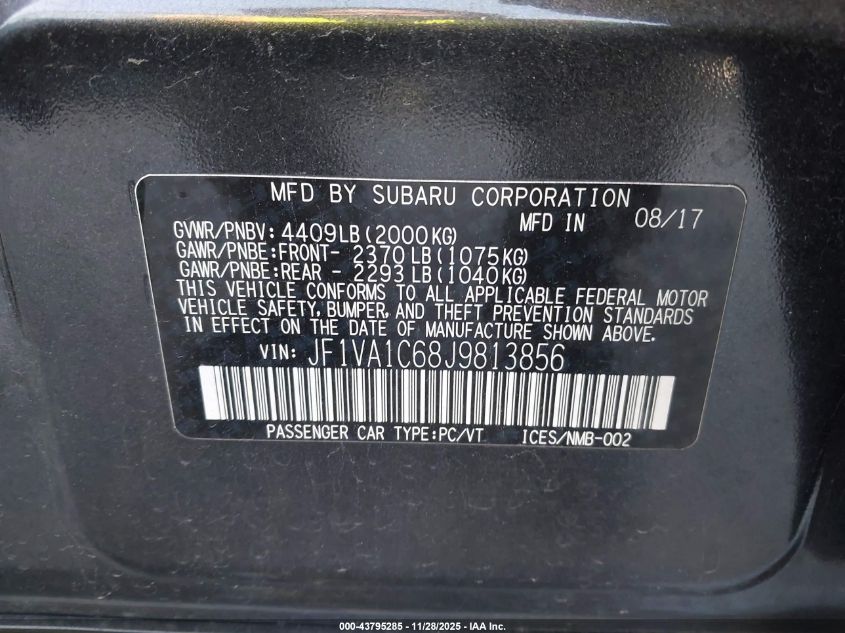 MFD BY SUBARU CORPORATION
MFD IN 08/17
GVWR/PNBV: 4409LB(2000KG)
GAWR/PNBE:FRONT- 2370LB(1075KG)
GAWR/PNBE:REAR - 2293LB(1040KG)
THIS VEHICLE CONFORMS TO ALL APPLICABLE FEDERAL MOTOR
VEHICLE SAFETY, BUMPER, AND THEFT PREVENTION STANDARDS
IN EFFECT ON THE DATE OF MANUFACTURE SHOWN ABOVE.
VIN: JF1VA1C68J9813856
PASSENGER CAR TYPE:PC/VT ICES/NMB-002
000-43795285 - 11/28/2025 - IAA Inc.